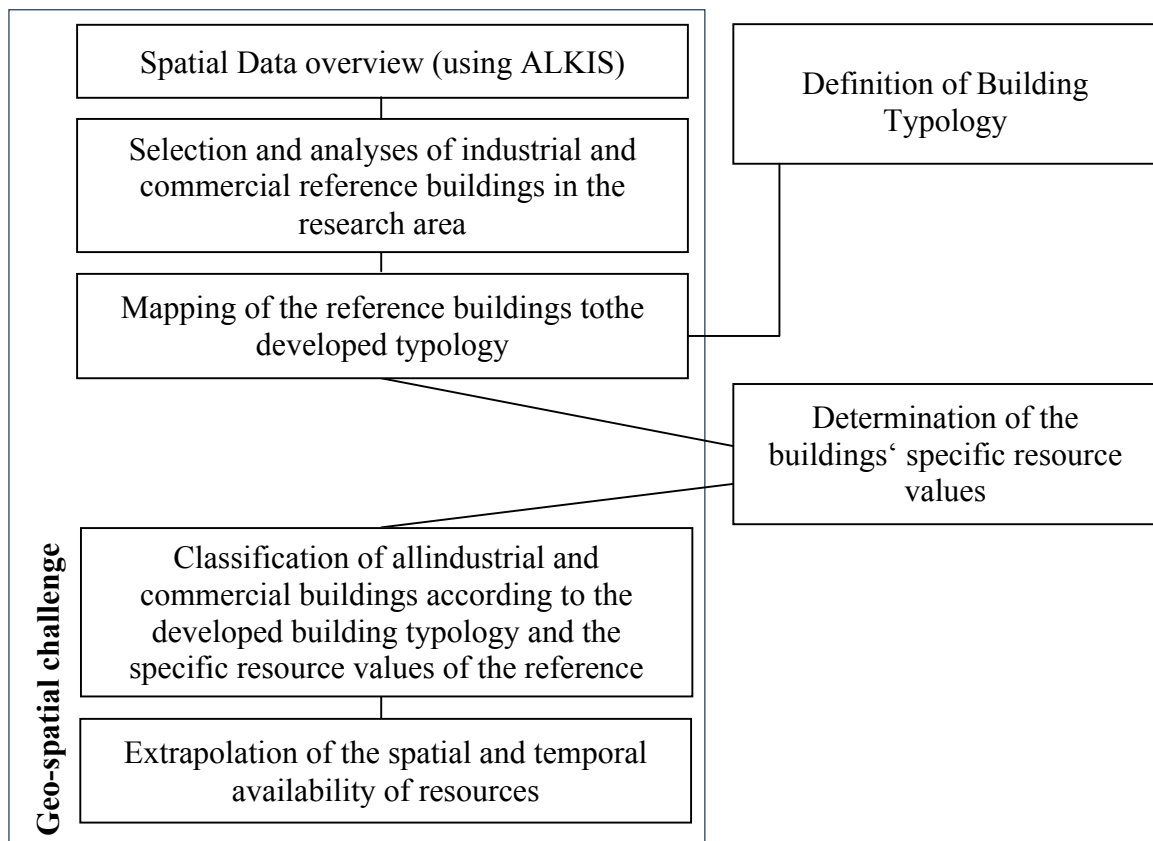 Spatial Data overview (using ALKIS)
Definition of Building
Typology
Selection and analyses of industrial and
commercial reference buildings in the
research area
Mapping of the reference buildings tothe
developed typology
Determination of the
buildings‘ specific resource
values
Classification of allindustrial and
commercial buildings according to the
developed building typology and the
specific resource values of the reference
Extrapolation of the spatial and temporal
availability of resources
Geo-spatial challenge